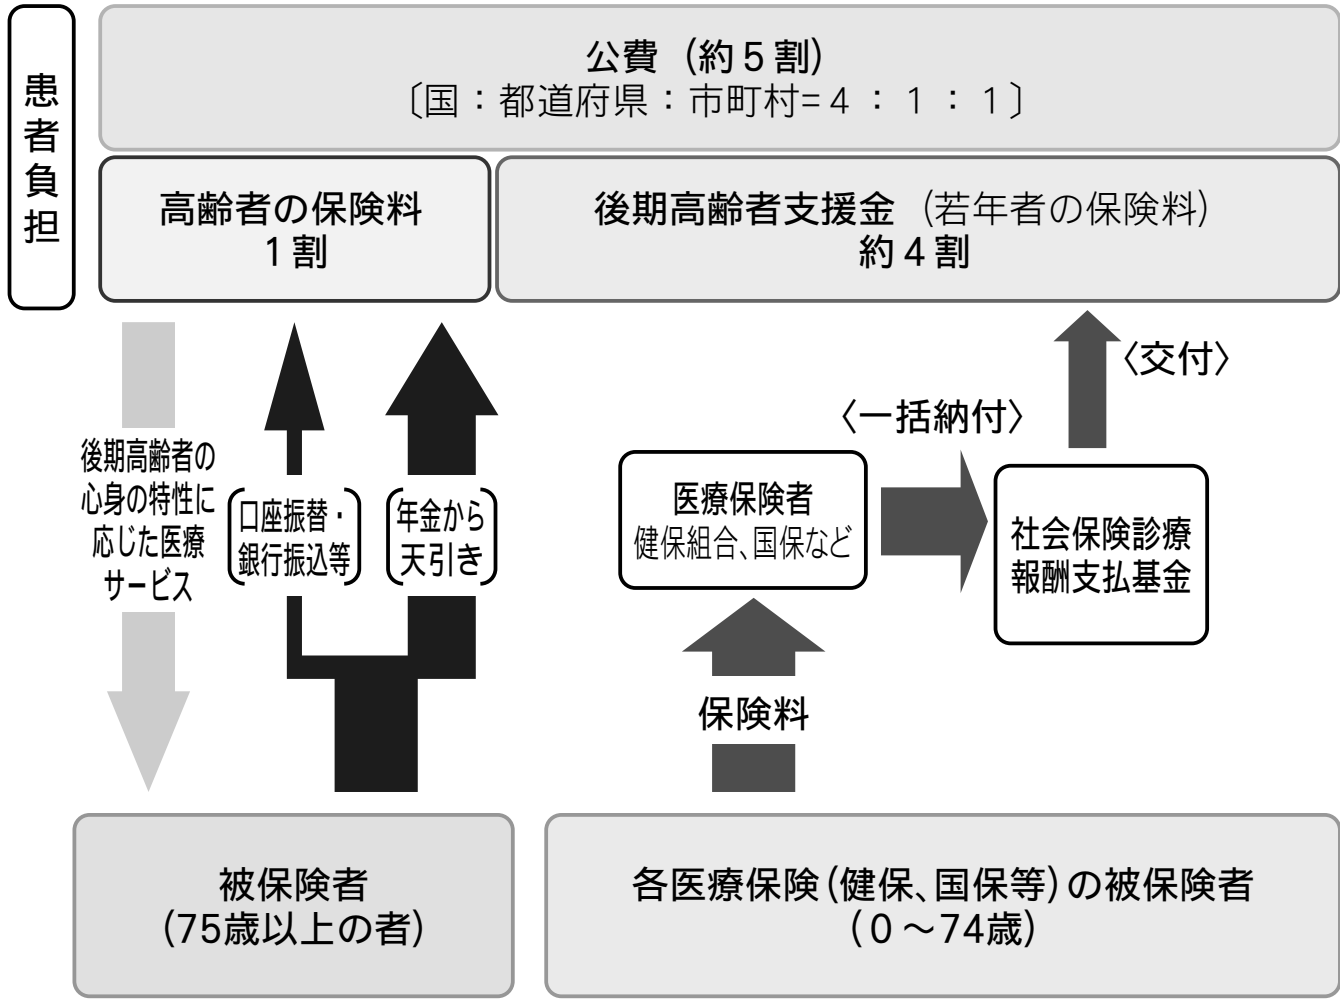 患者負担
公費（約５割）
〔国：都道府県：市町村=４：１：１〕
高齢者の保険料
１割
後期高齢者支援金（若年者の保険料）
約４割
〈交付〉
〈一括納付〉
後期高齢者の
心身の特性に
応じた医療
サービス
口座振替・
銀行振込等
年金から
天引き
医療保険者
健保組合、国保など
社会保険診療
報酬支払基金
保険料
被保険者
（75歳以上の者）
各医療保険（健保、国保等）の被保険者
（０～74歳）